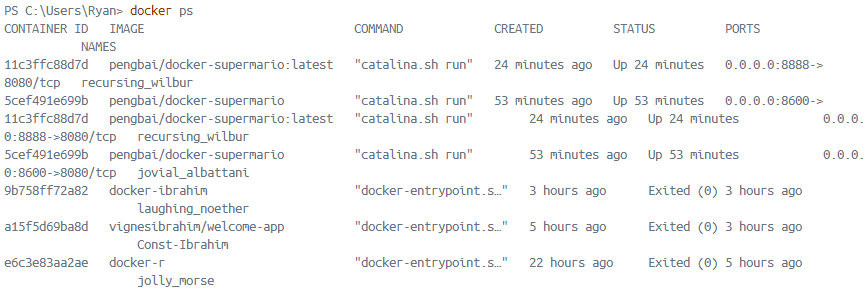 PS C:\Users\Ryan> docker ps
CONTAINER ID   IMAGE                            COMMAND             CREATED          STATUS          PORTS
           NAMES
11c3ffc88d7d   pengbai/docker-supermario:latest   "catalina.sh run"   24 minutes ago   Up 24 minutes   0.0.0.0:8888->
8080/tcp   recursing_wilbur
5cef491e699b   pengbai/docker-supermario          "catalina.sh run"   53 minutes ago   Up 53 minutes   0.0.0.0:8600->
11c3ffc88d7d   pengbai/docker-supermario:latest   "catalina.sh run"        24 minutes ago   Up 24 minutes            0.0.0.
0:8888->8080/tcp   recursing_wilbur
5cef491e699b   pengbai/docker-supermario          "catalina.sh run"        53 minutes ago   Up 53 minutes            0.0.0.
0:8600->8080/tcp   jovial_albattani
9b758ff72a82   docker-ibrahim                     "docker-entrypoint.s…"   3 hours ago      Exited (0) 3 hours ago
                   laughing_noether
a15f5d69ba8d   vignesibrahim/welcome-app          "docker-entrypoint.s…"   5 hours ago      Exited (0) 3 hours ago
                   Const-Ibrahim
e6c3e83aa2ae   docker-r                           "docker-entrypoint.s…"   22 hours ago     Exited (0) 5 hours ago
                   jolly_morse